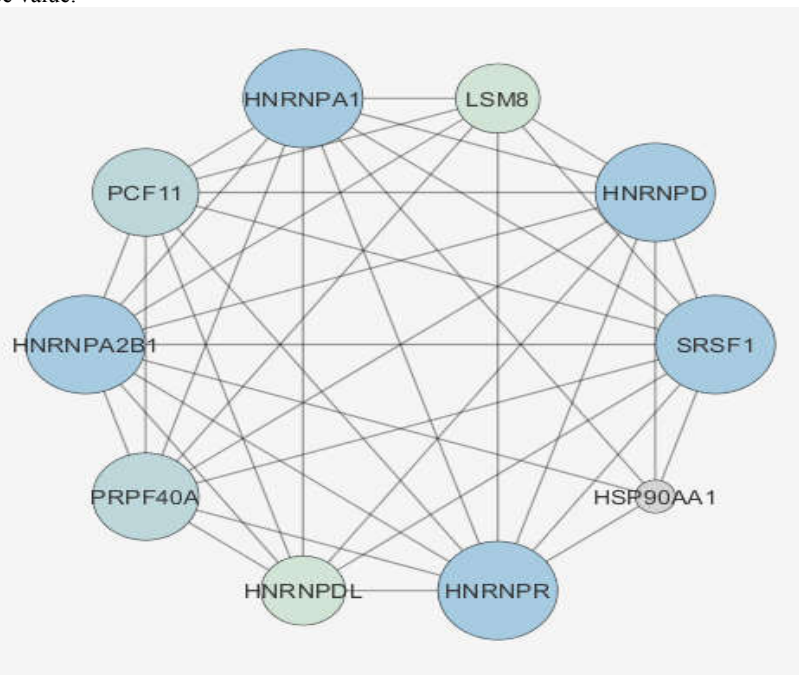 HNRNPA1
LSM8
PCF11
HNRNPD
HNRNPA2B1
SRSF1
PRPF40A
HSP90AA1
HNRNPDL
HNRNPR